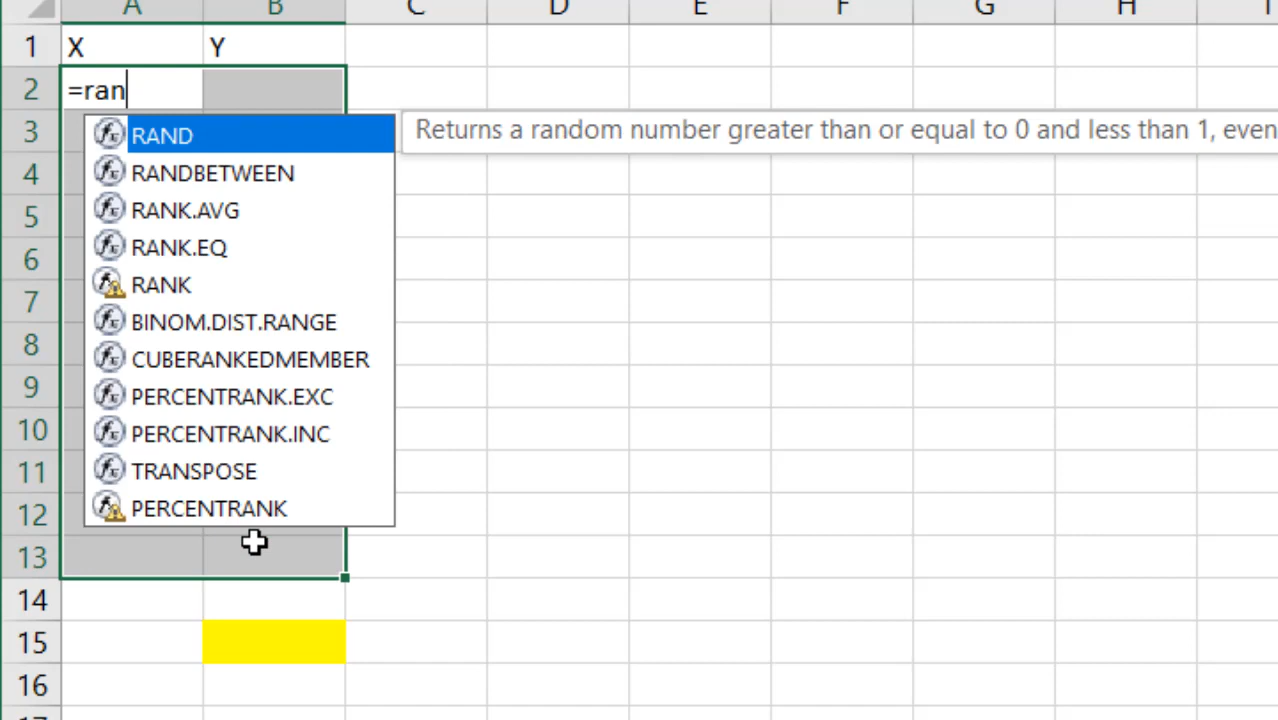 A B C D E F G H
1 X Y
2 =ran
3 RAND Returns a random number greater than or equal to 0 and less than 1, even
4 RANDBETWEEN
5 RANK.AVG
6 RANK.EQ
7 RANK
8 BINOM.DIST.RANGE
9 CUBERANKEDMEMBER
PERCENTRANK.EXC
10 PERCENTRANK.INC
11 TRANSPOSE
12 PERCENTRANK
13
14
15
16